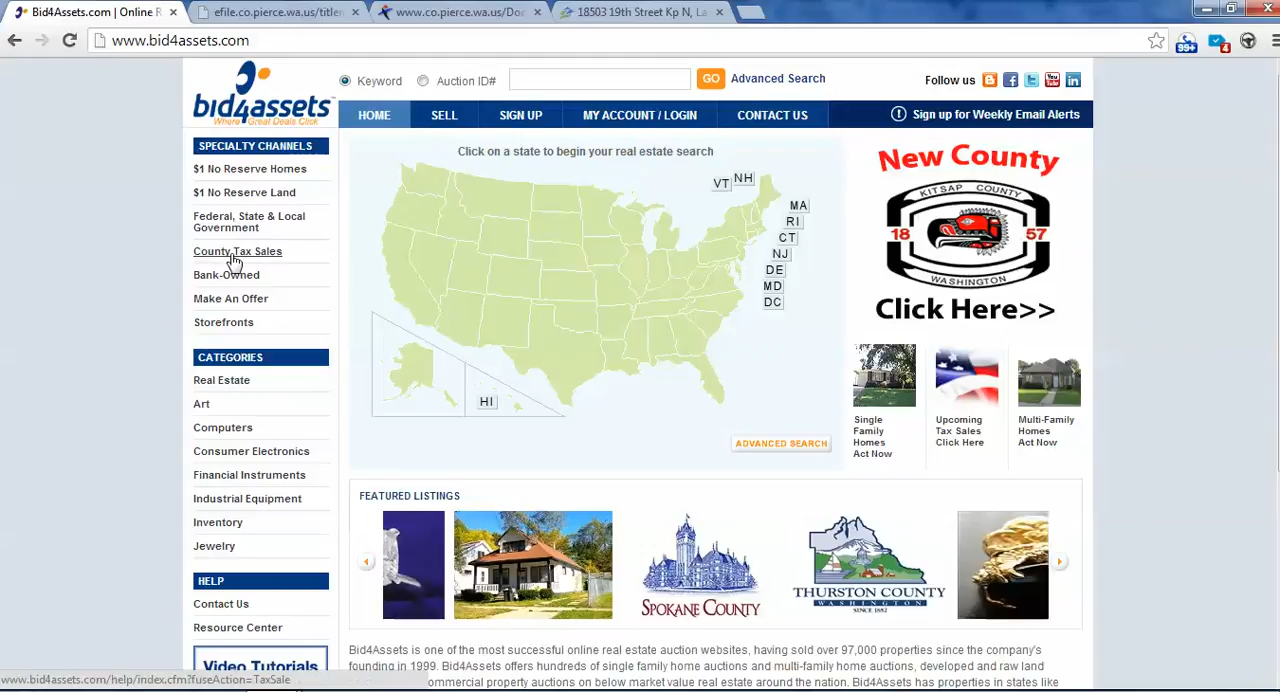 Bid4Assets | Online R
efile.co.pierce.wa.us/titler
www.co.pierce.wa.us/Doc
18503 19th Street Kp N, La
www.bid4assets.com
99+
4
bid4assets
Where Great Deals Click
Keyword
Auction ID#
GO
Advanced Search
Follow us
You Tube
in
HOME
SELL
SIGN UP
MY ACCOUNT / LOGIN
CONTACT US
Sign up for Weekly Email Alerts
SPECIALTY CHANNELS
$1 No Reserve Homes
$1 No Reserve Land
Federal, State & Local
Government
County Tax Sales
Bank-Owned
Make An Offer
Storefronts
CATEGORIES
Real Estate
Art
Computers
Consumer Electronics
Financial Instruments
Industrial Equipment
Inventory
Jewelry
HELP
Contact Us
Resource Center
Video Tutorials
Click on a state to begin your real estate search
VT
NH
MA
RI
CT
NJ
DE
MD
DC
HI
ADVANCED SEARCH
New County
KITSAP COUNTY
18
57
WASHINGTON
Click Here>>
Single
Family
Homes
Act Now
Upcoming
Tax Sales
Click Here
Multi-Family
Homes
Act Now
FEATURED LISTINGS
SPOKANE COUNTY
THURSTON COUNTY
WASHINGTON
SINCE 1852
Bid4Assets is one of the most successful online real estate auction websites, having sold over 97,000 properties since the company's
founding in 1999. Bid4Assets offers hundreds of single family home auctions and multi-family home auctions, developed and raw land
commercial property auctions on below market value real estate around the nation. Bid4Assets has properties in states like
www.bid4assets.com/help/index.cfm?fuseAction=TaxSale